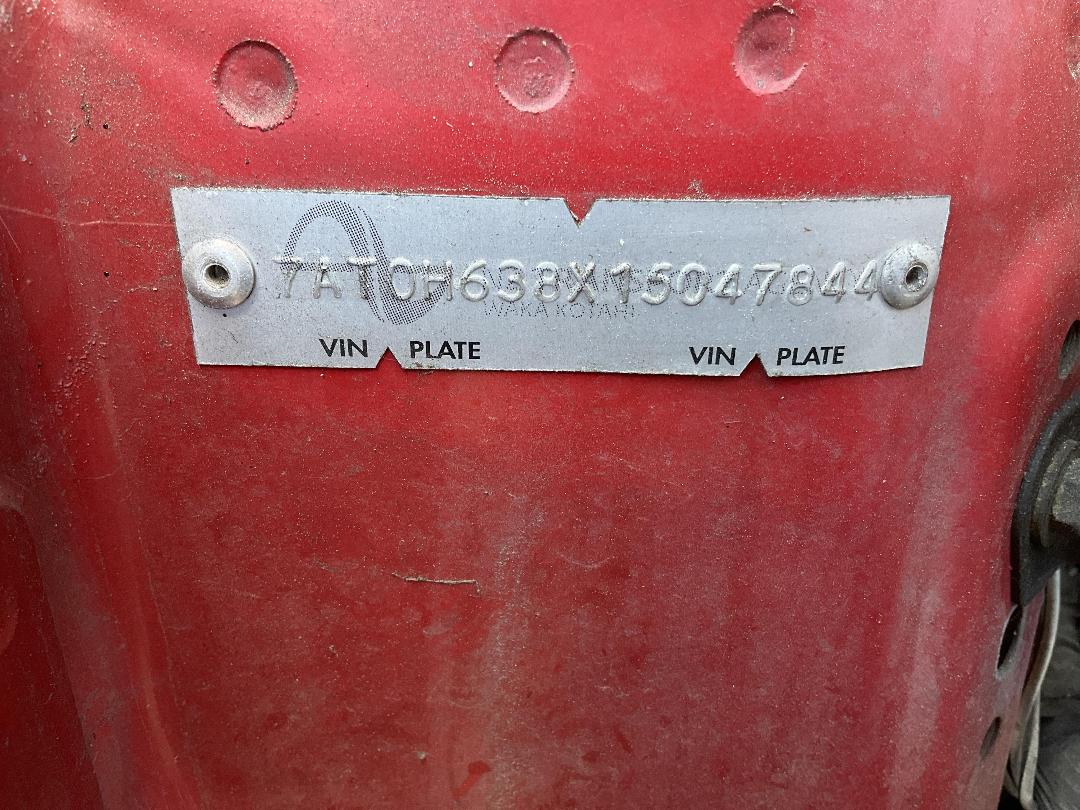 7AT0H638X15047844
WAKA KOTAHI
VIN PLATE VIN PLATE